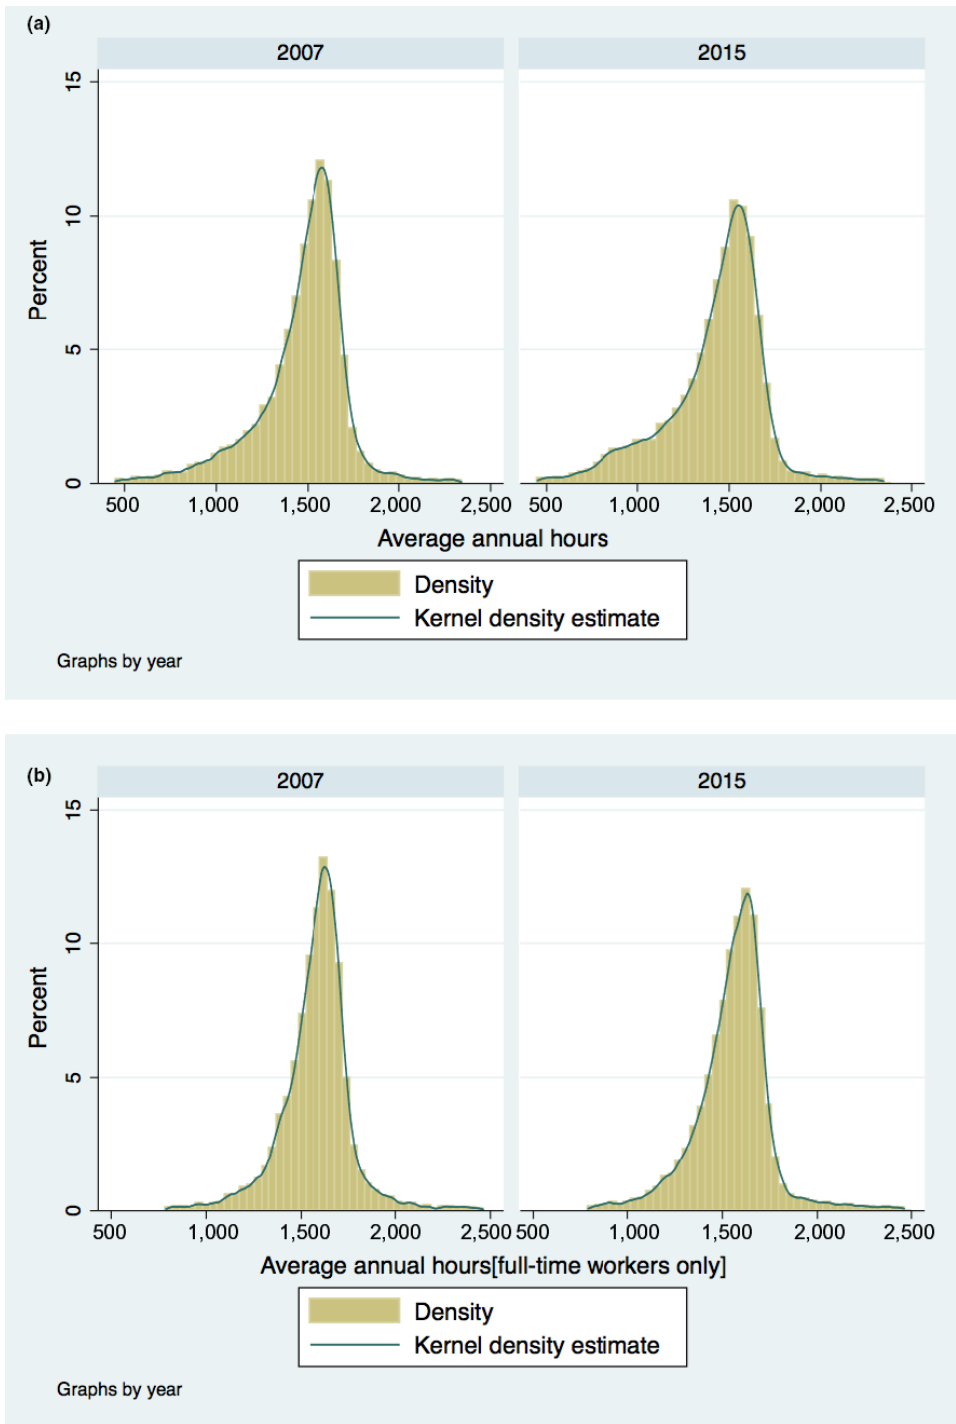 (a)
2007
2015
Percent
15
10
5
0
500 1,000 1,500 2,000 2,500
500 1,000 1,500 2,000 2,500
Average annual hours
Density
Kernel density estimate
Graphs by year
(b)
2007
2015
Percent
15
10
5
0
500 1,000 1,500 2,000 2,500
500 1,000 1,500 2,000 2,500
Average annual hours[full-time workers only]
Density
Kernel density estimate
Graphs by year